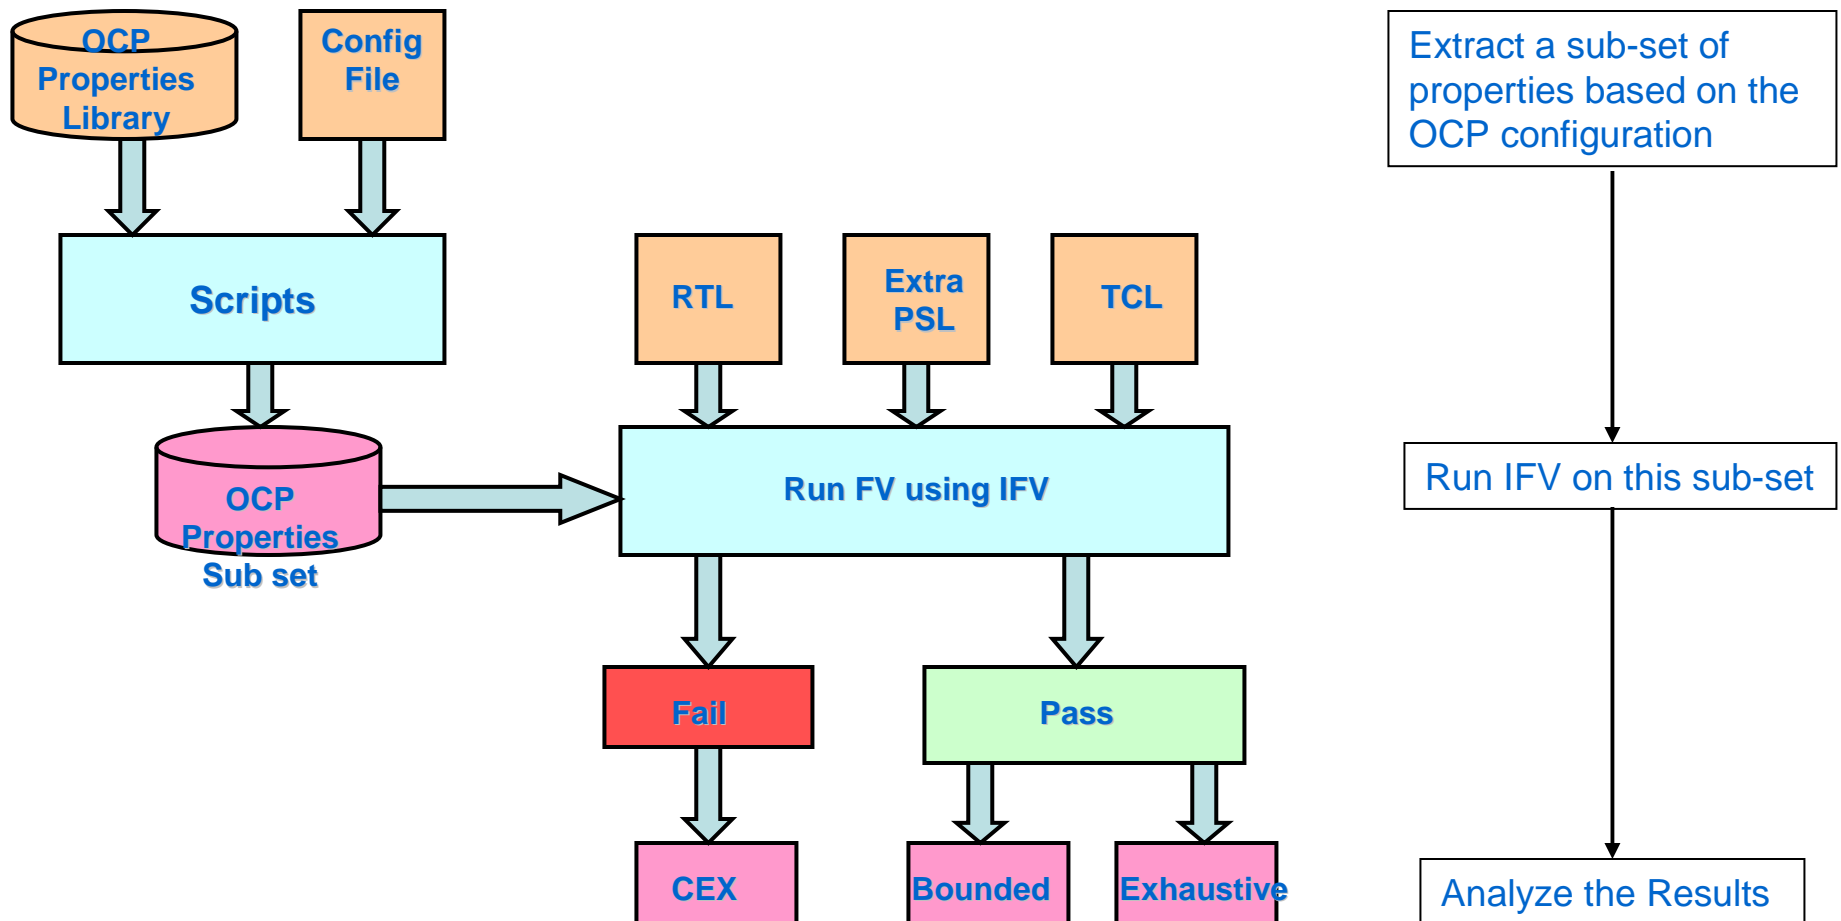 OCP
Properties
Library
Config
File
Extract a sub-set of
properties based on the
OCP configuration
Scripts
RTL
Extra
PSL
TCL
OCP
Properties
Sub set
Run FV using IFV
Run IFV on this sub-set
Fail
Pass
CEX
Bounded
Exhaustive
Analyze the Results